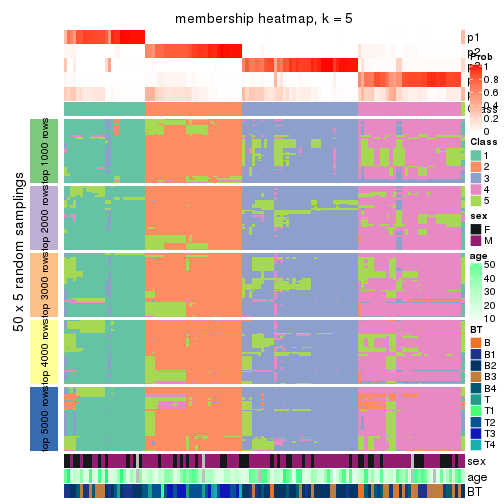 membership heatmap, k = 5
p1
p2
Prob
1
0.8
0.6
0.4
0.2
0
Class
1
2
3
4
5
sex
F
M
age
50
40
30
20
10
BT
B
B1
B2
B3
B4
T
T1
T2
T3
T4
50 x 5 random samplings
top 1000 rows
top 2000 rows
top 3000 rows
top 4000 rows
top 5000 rows
sex
age
BT